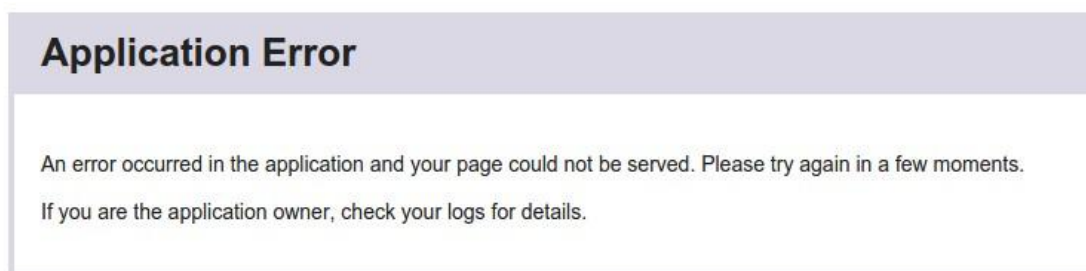 Application Error
An error occurred in the application and your page could not be served. Please try again in a few moments.
If you are the application owner, check your logs for details.